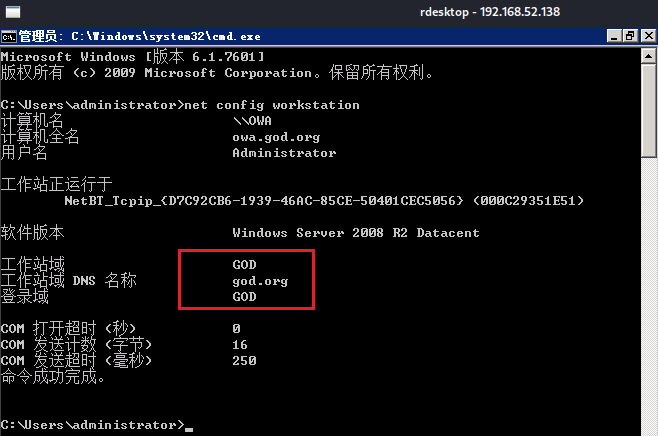 rdesktop - 192.168.52.138
管理员: C:\Windows\system32\cmd.exe
Microsoft Windows [版本 6.1.7601]
版权所有 (c) 2009 Microsoft Corporation。保留所有权利。
C:\Users\administrator>net config workstation
计算机名 \\OWA
计算机全名 owa.god.org
用户名 Administrator
工作站正运行于
NetBT_Tcpip_{D7C92CB6-1939-46AC-85CE-50401CEC5056} (000C29351E51)
软件版本 Windows Server 2008 R2 Datacent
工作站域 GOD
工作站域 DNS 名称 god.org
登录域 GOD
COM 打开超时 (秒) 0
COM 发送计数 (字节) 16
COM 发送超时 (毫秒) 250
命令成功完成。
C:\Users\administrator>